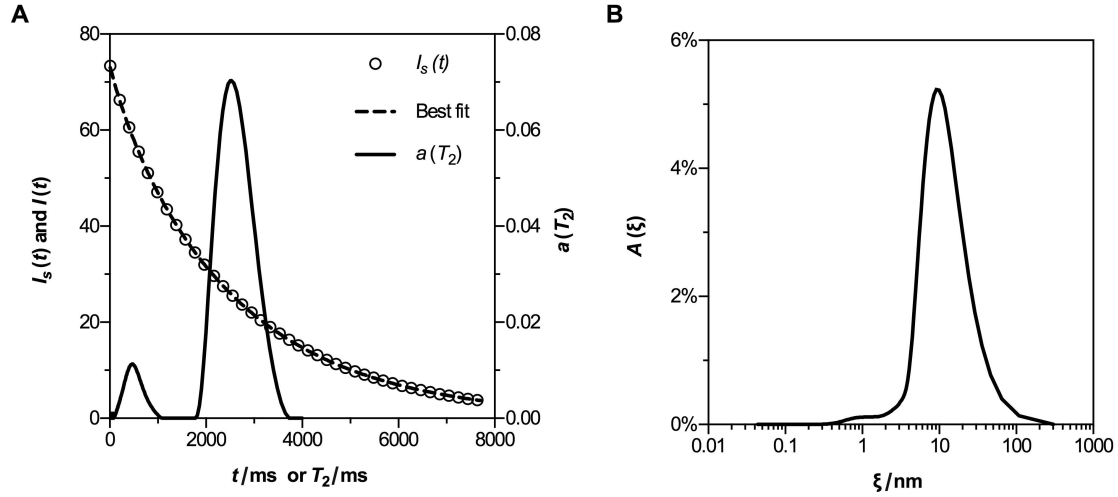 A
B
80
60
40
20
0
0.08
0.06
0.04
0.02
0.00
I_s (t)
Best fit
a (T_2)
I_s (t) and I (t)
a (T_2)
0 2000 4000 6000 8000
t/ms or T_2/ms
6%
4%
2%
0%
A (ξ)
0.01 0.1 1 10 100 1000
ξ/nm